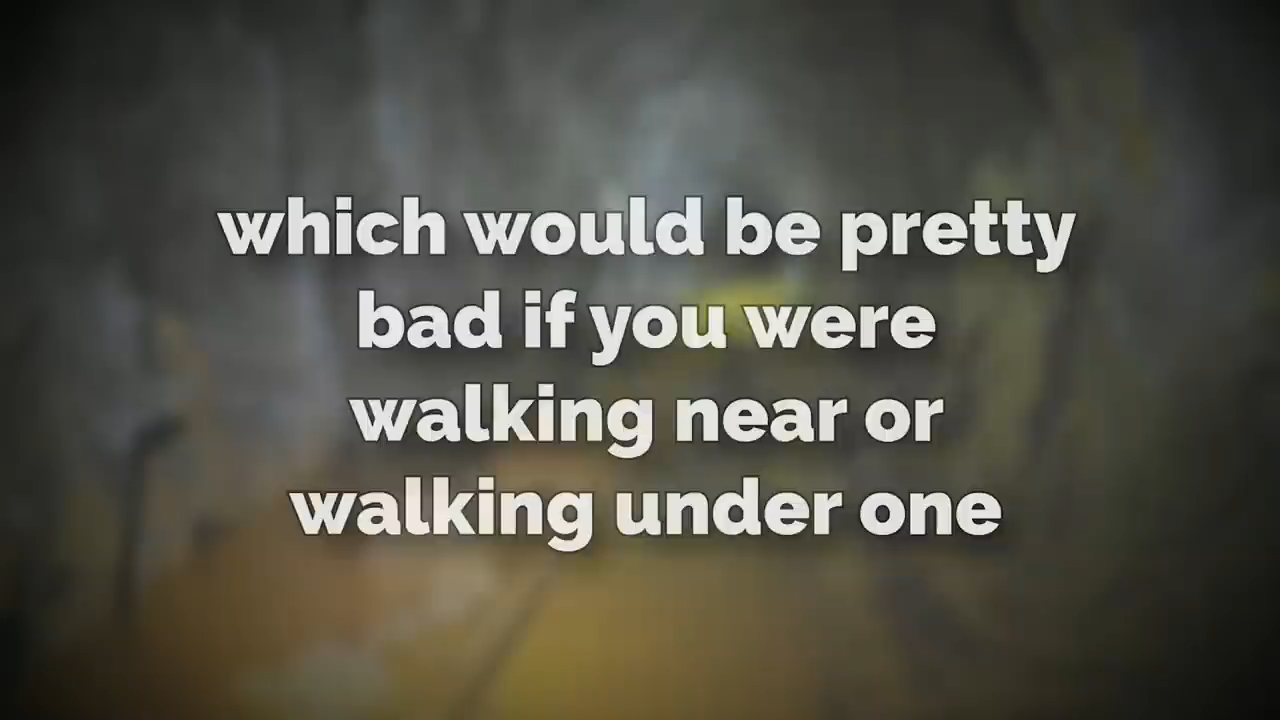 which would be pretty
bad if you were
walking near or
walking under one